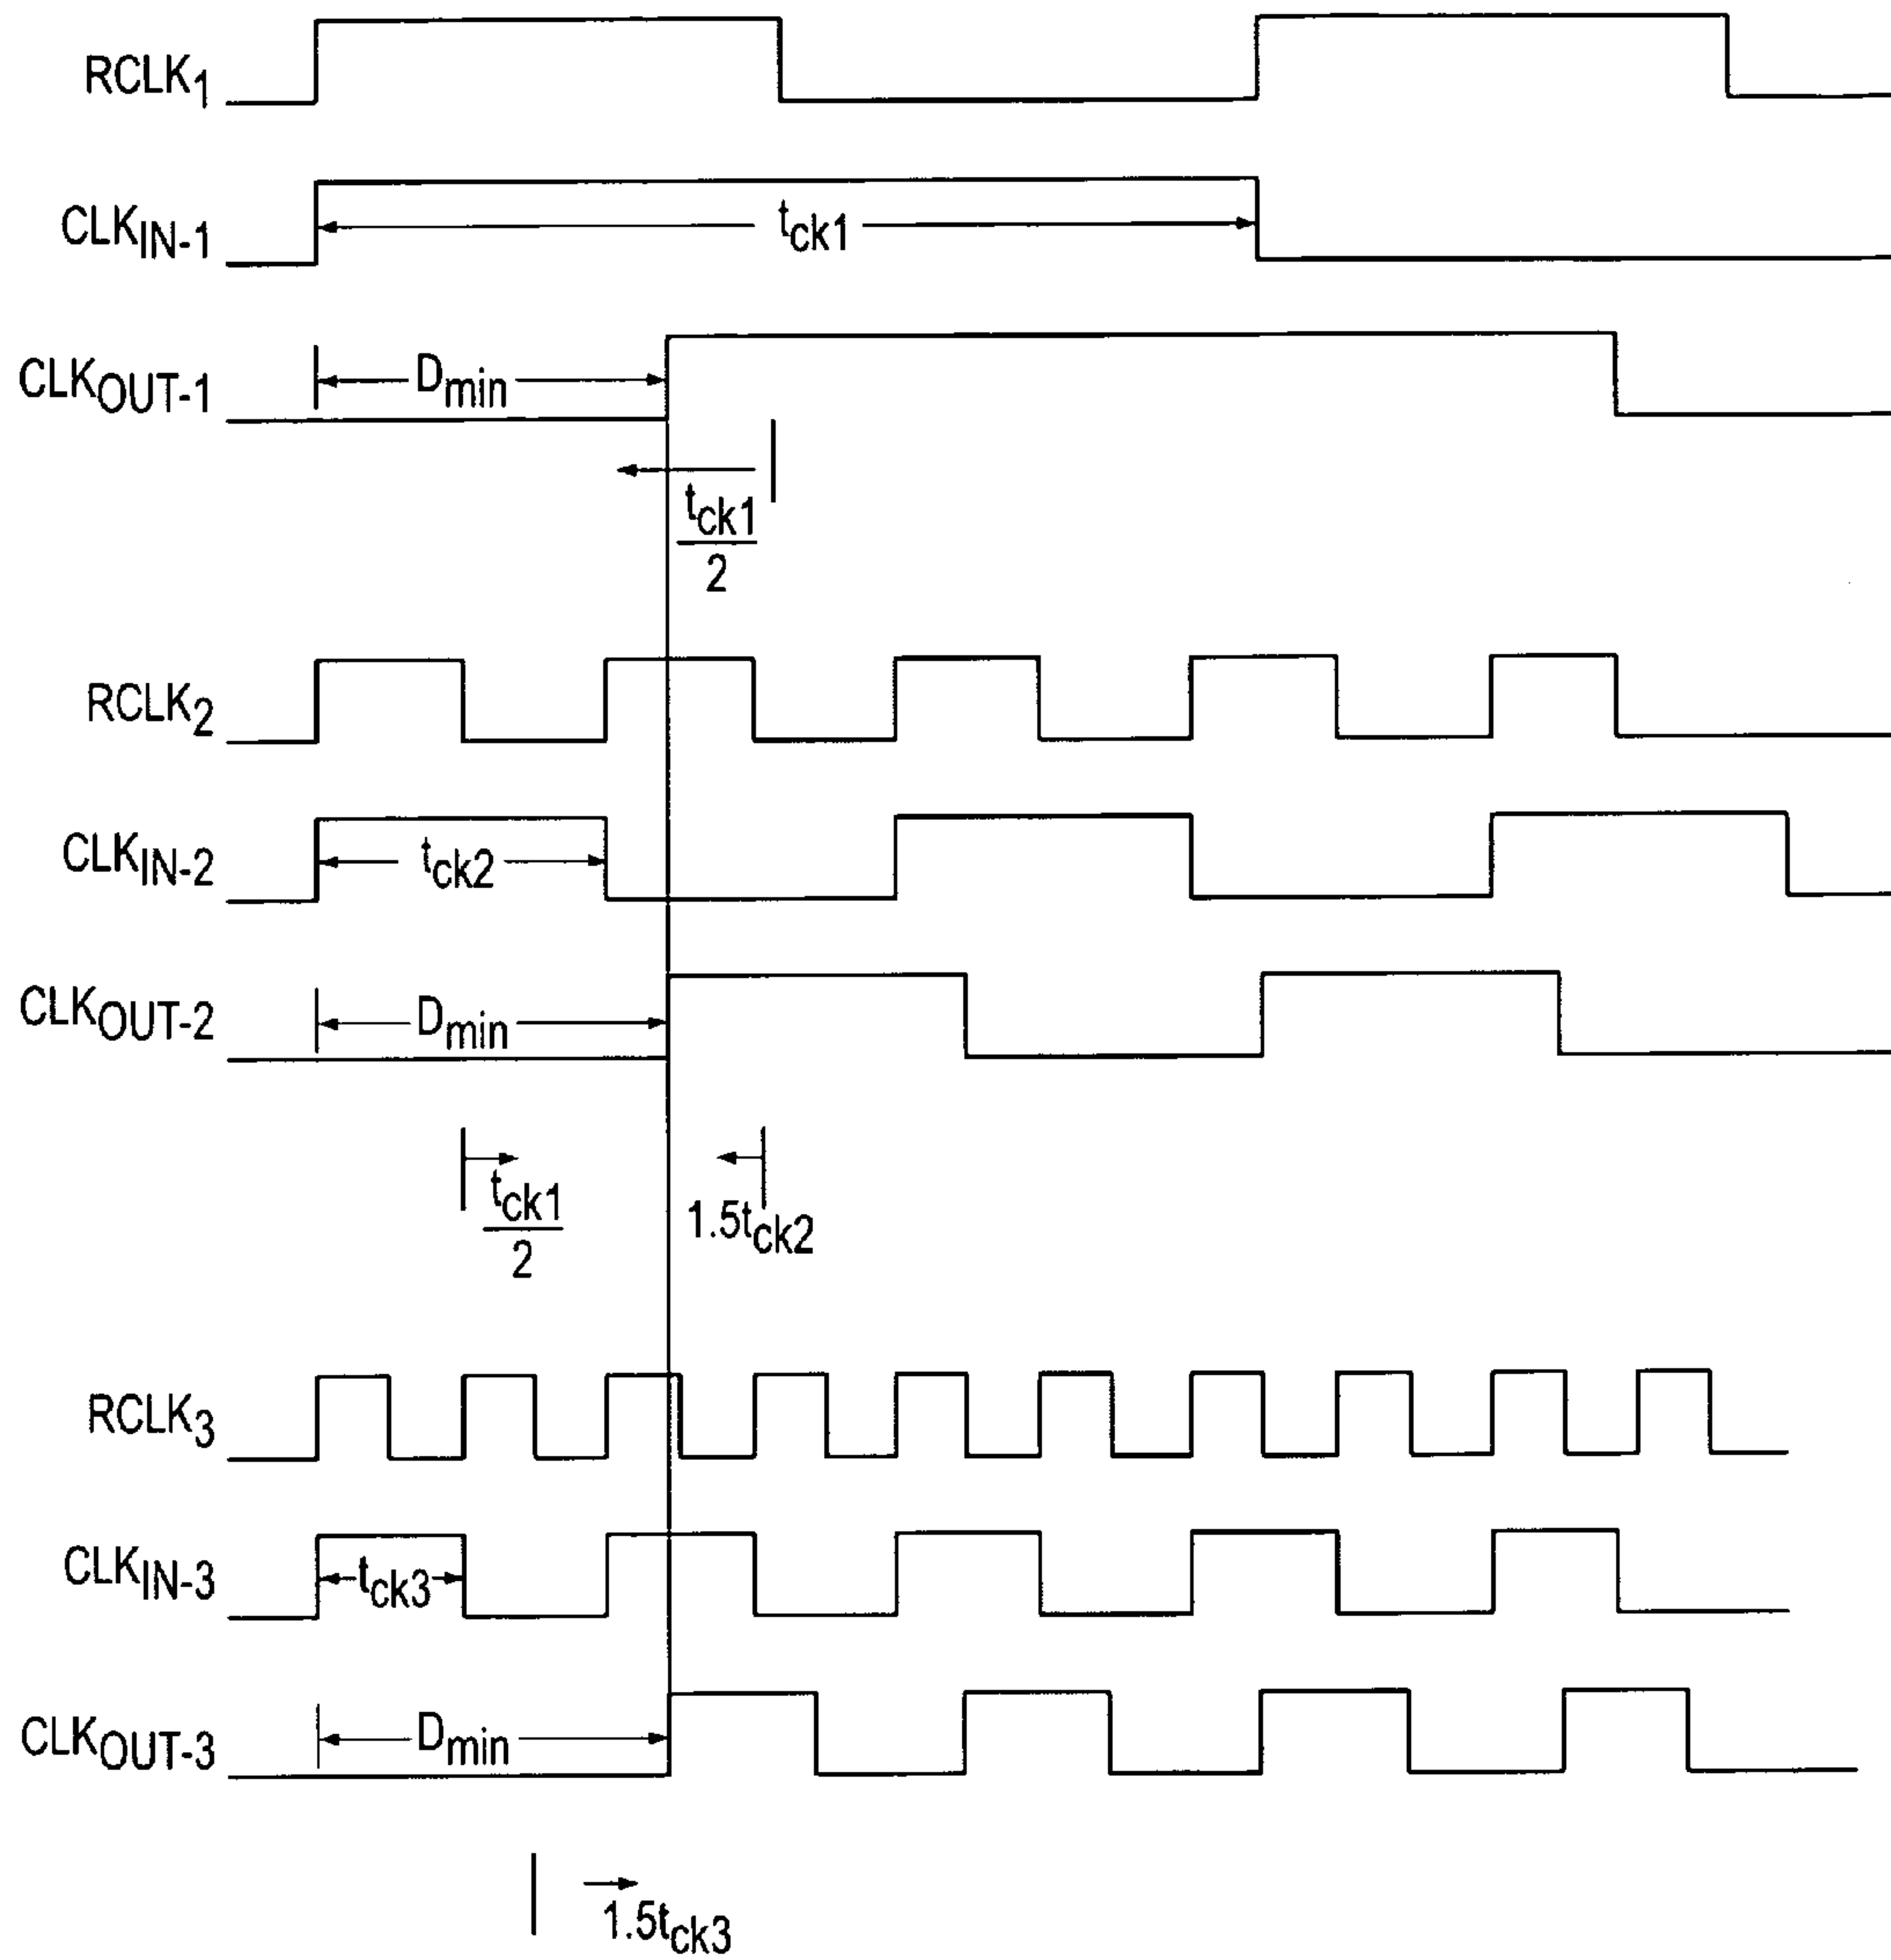 RCLK1
CLKIN-1
tck1
CLKOUT-1
Dmin
tck1
2
RCLK2
CLKIN-2
tck2
CLKOUT-2
Dmin
tck1
2
1.5tck2
RCLK3
CLKIN-3
tck3
CLKOUT-3
Dmin
1.5tck3